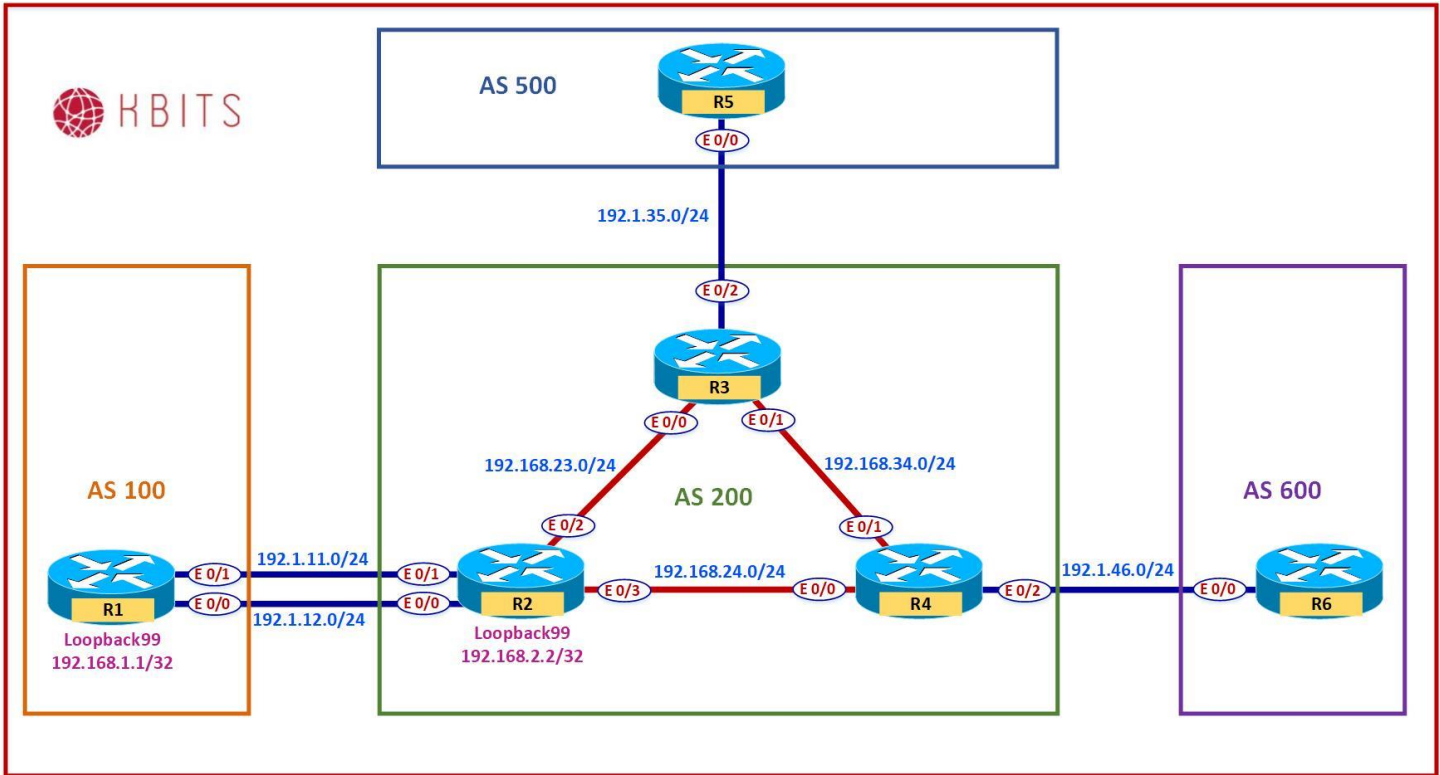 KBITS
AS 500
R5
E 0/0
192.1.35.0/24
E 0/2
R3
E 0/0
E 0/1
192.168.23.0/24
192.168.34.0/24
AS 100
AS 200
AS 600
E 0/2
E 0/1
192.1.11.0/24
192.168.24.0/24
192.1.46.0/24
E 0/1
E 0/1
E 0/3
E 0/0
E 0/2
E 0/0
E 0/0
E 0/0
R1
R2
R4
R6
192.1.12.0/24
Loopback99
192.168.1.1/32
Loopback99
192.168.2.2/32